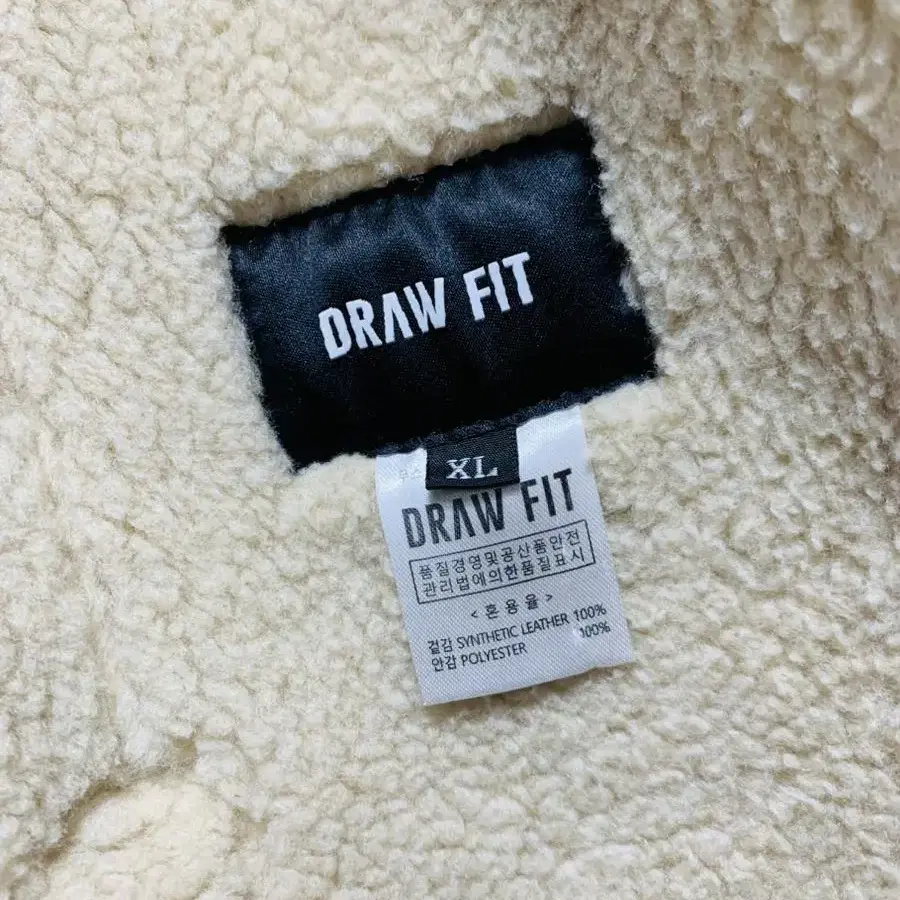 DRAW FIT
XL
DRAW FIT
품질경영및공산품안전
관리법에의한품질표시
<혼용율>
겉감 SYNTHETIC LEATHER 100%
안감 POLYESTER 100%